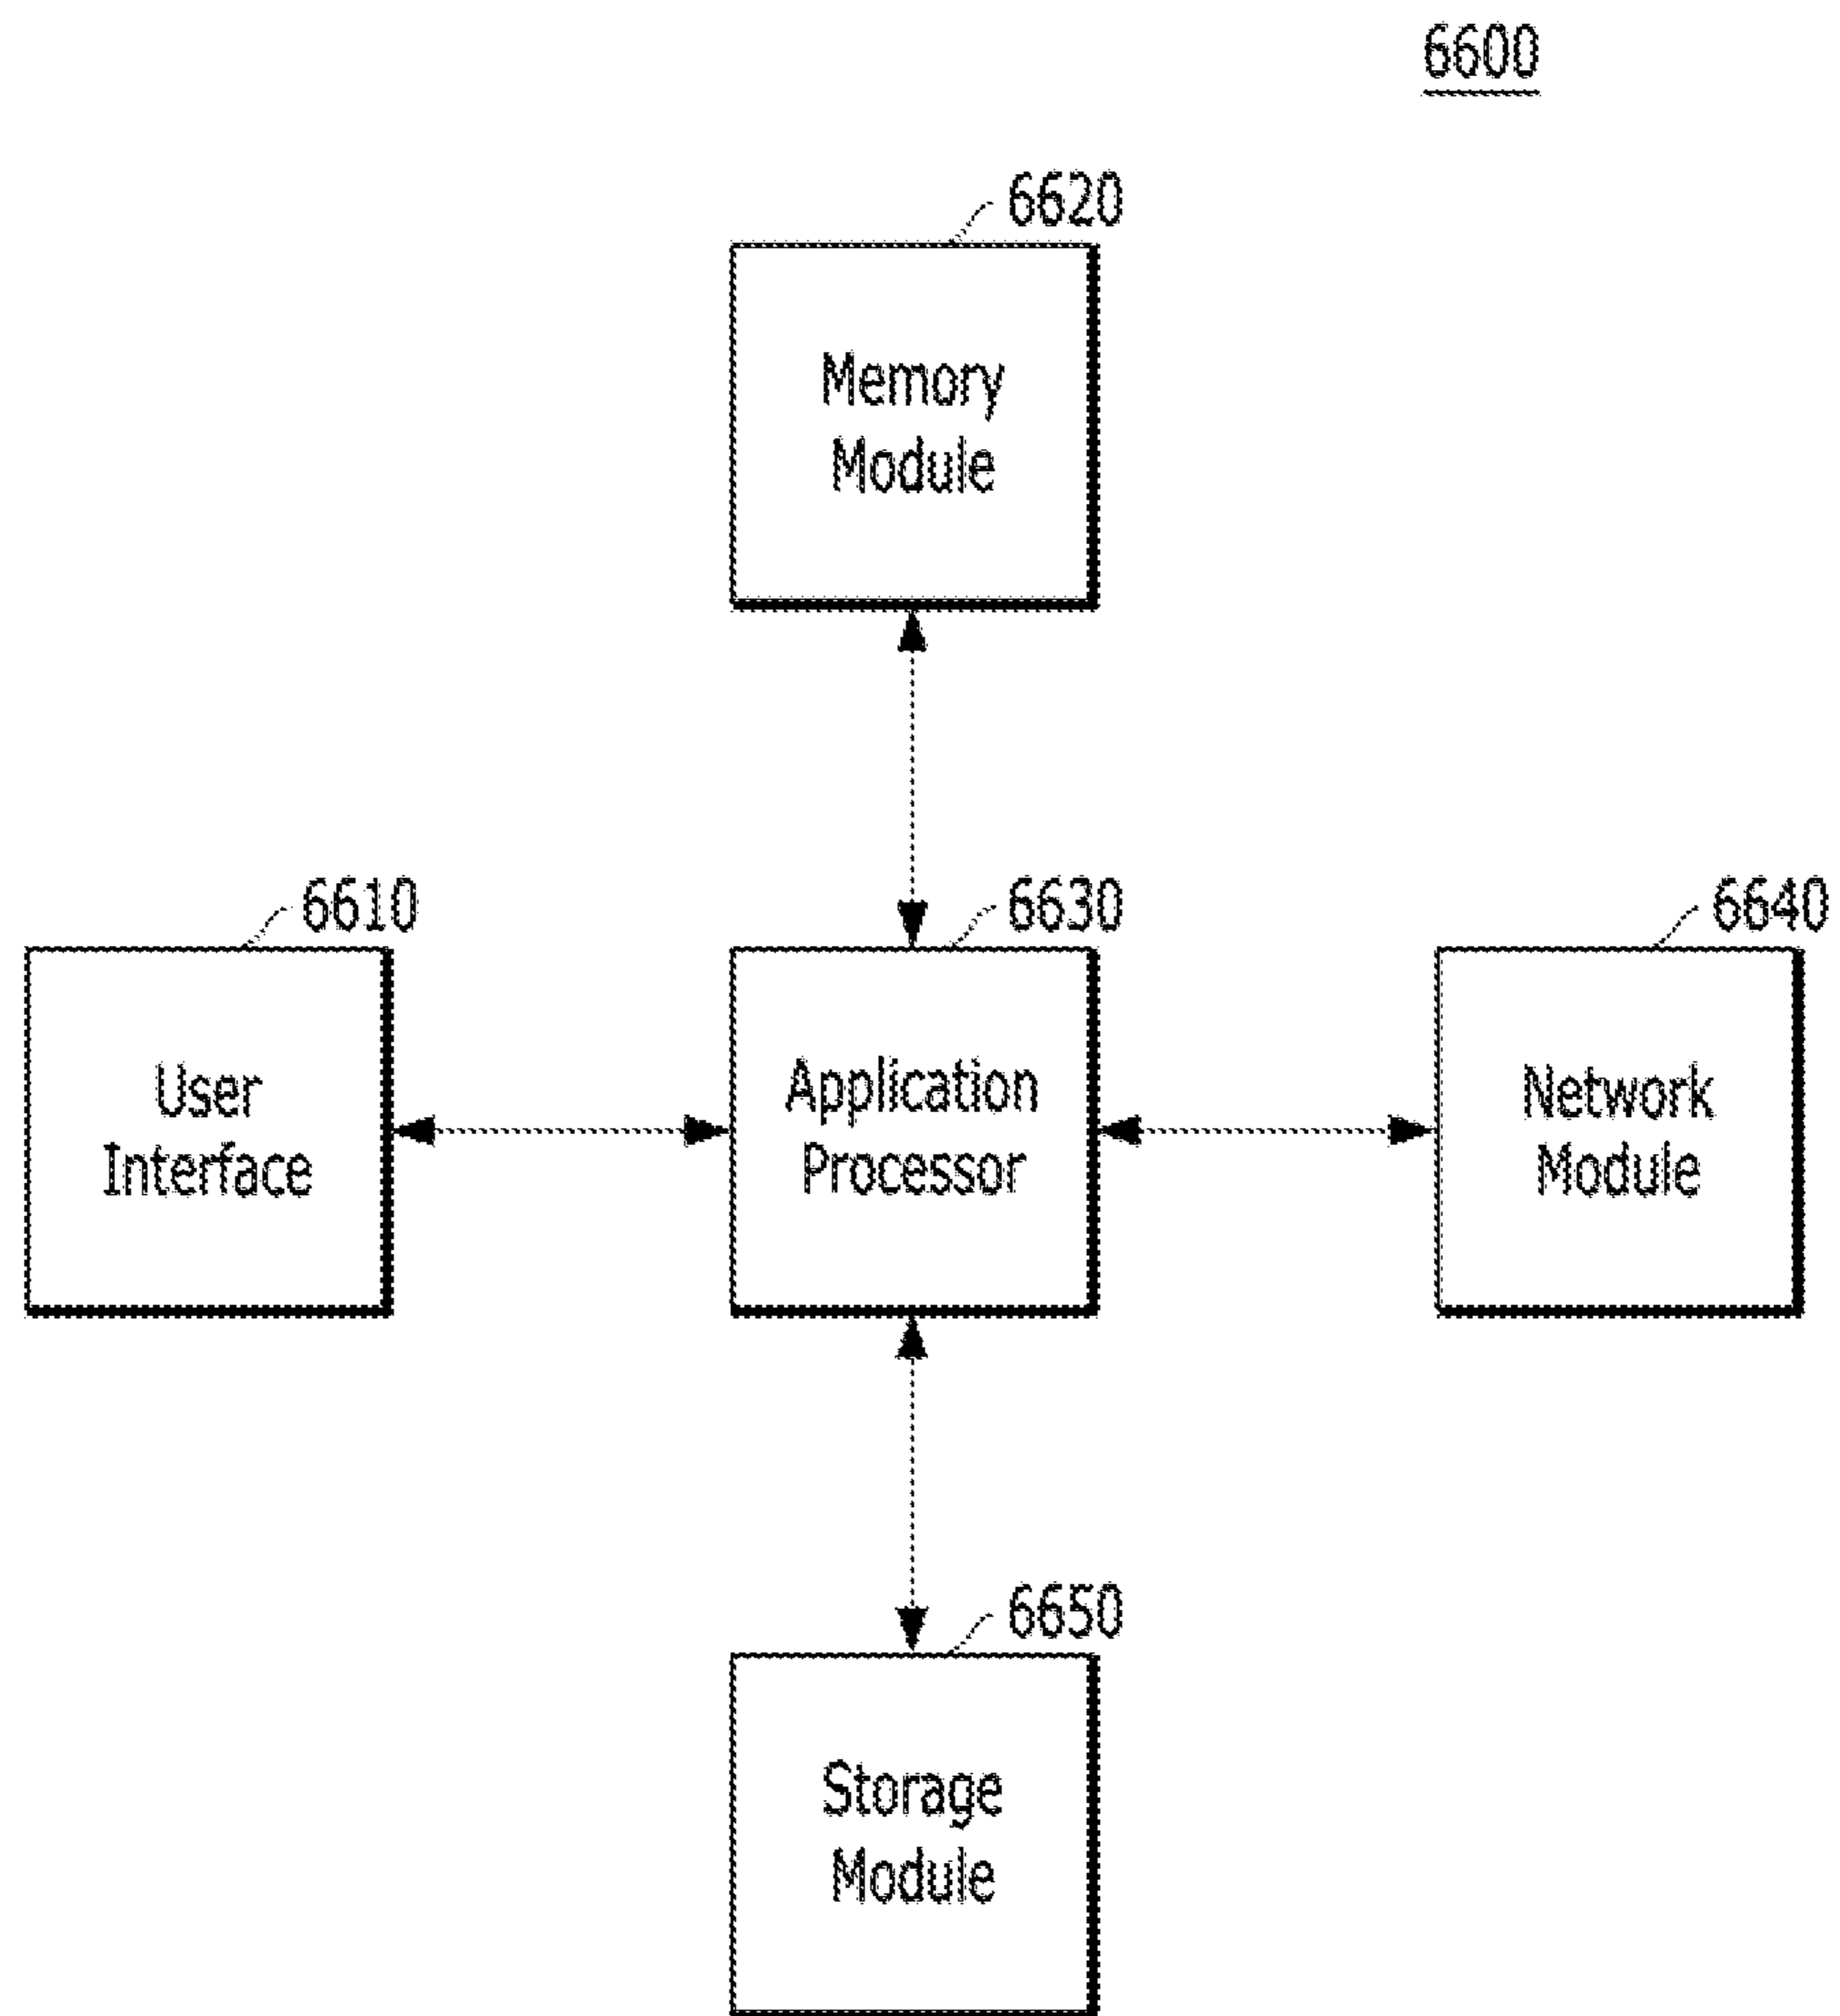 6600
6620
Memory
Module
6610
6630
6640
User
Interface
Application
Processor
Network
Module
6650
Storage
Module